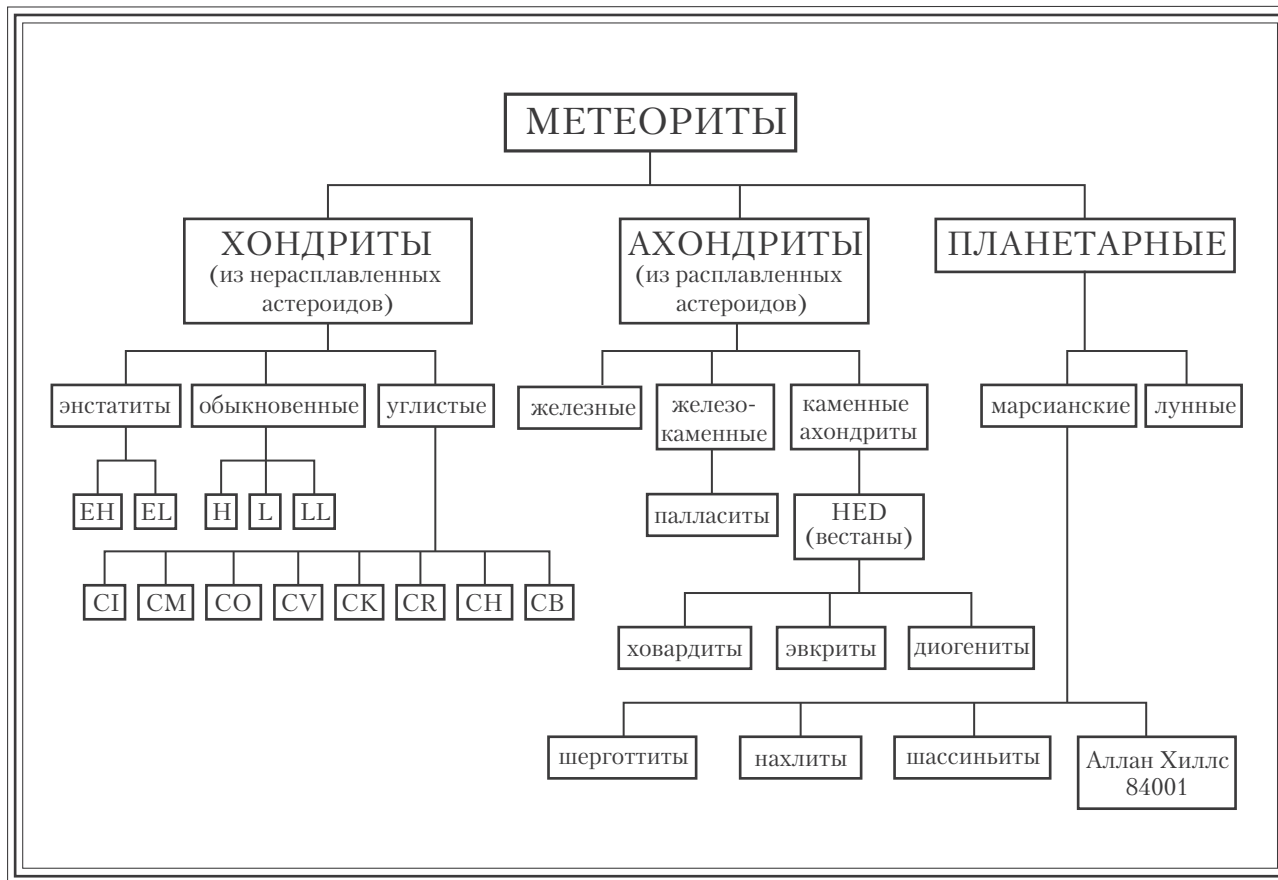 МЕТЕОРИТЫ
ХОНДРИТЫ
(из нерасплавленных
астероидов)
АХОНДРИТЫ
(из расплавленных
астероидов)
ПЛАНЕТАРНЫЕ
энстатиты
обыкновенные
углистые
железные
железо-
каменные
каменные
ахондриты
марсианские
лунные
EH
EL
H
L
LL
палласиты
HED
(вестаны)
CI
CM
CO
CV
CK
CR
CH
CB
ховардиты
эвкриты
диогениты
шерготтиты
нахлиты
шассиньиты
Аллан Хиллс
84001